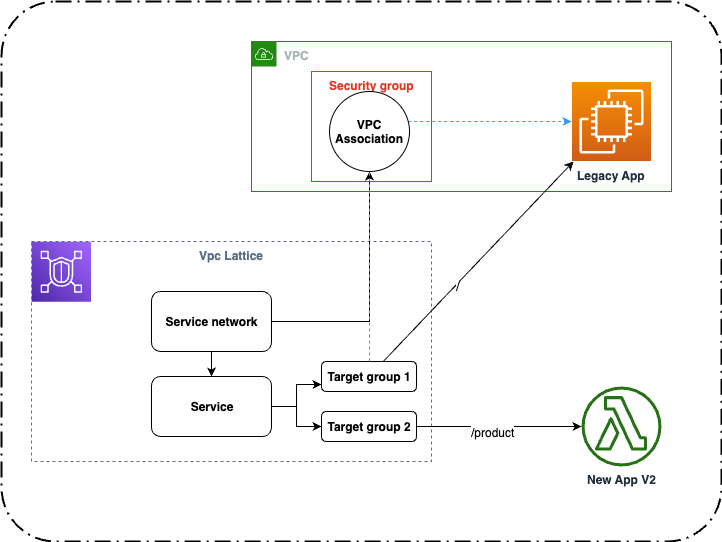 VPC
Security group
VPC
Association
Legacy App
Vpc Lattice
/
Service network
Target group 1
Service
Target group 2
/product
New App V2